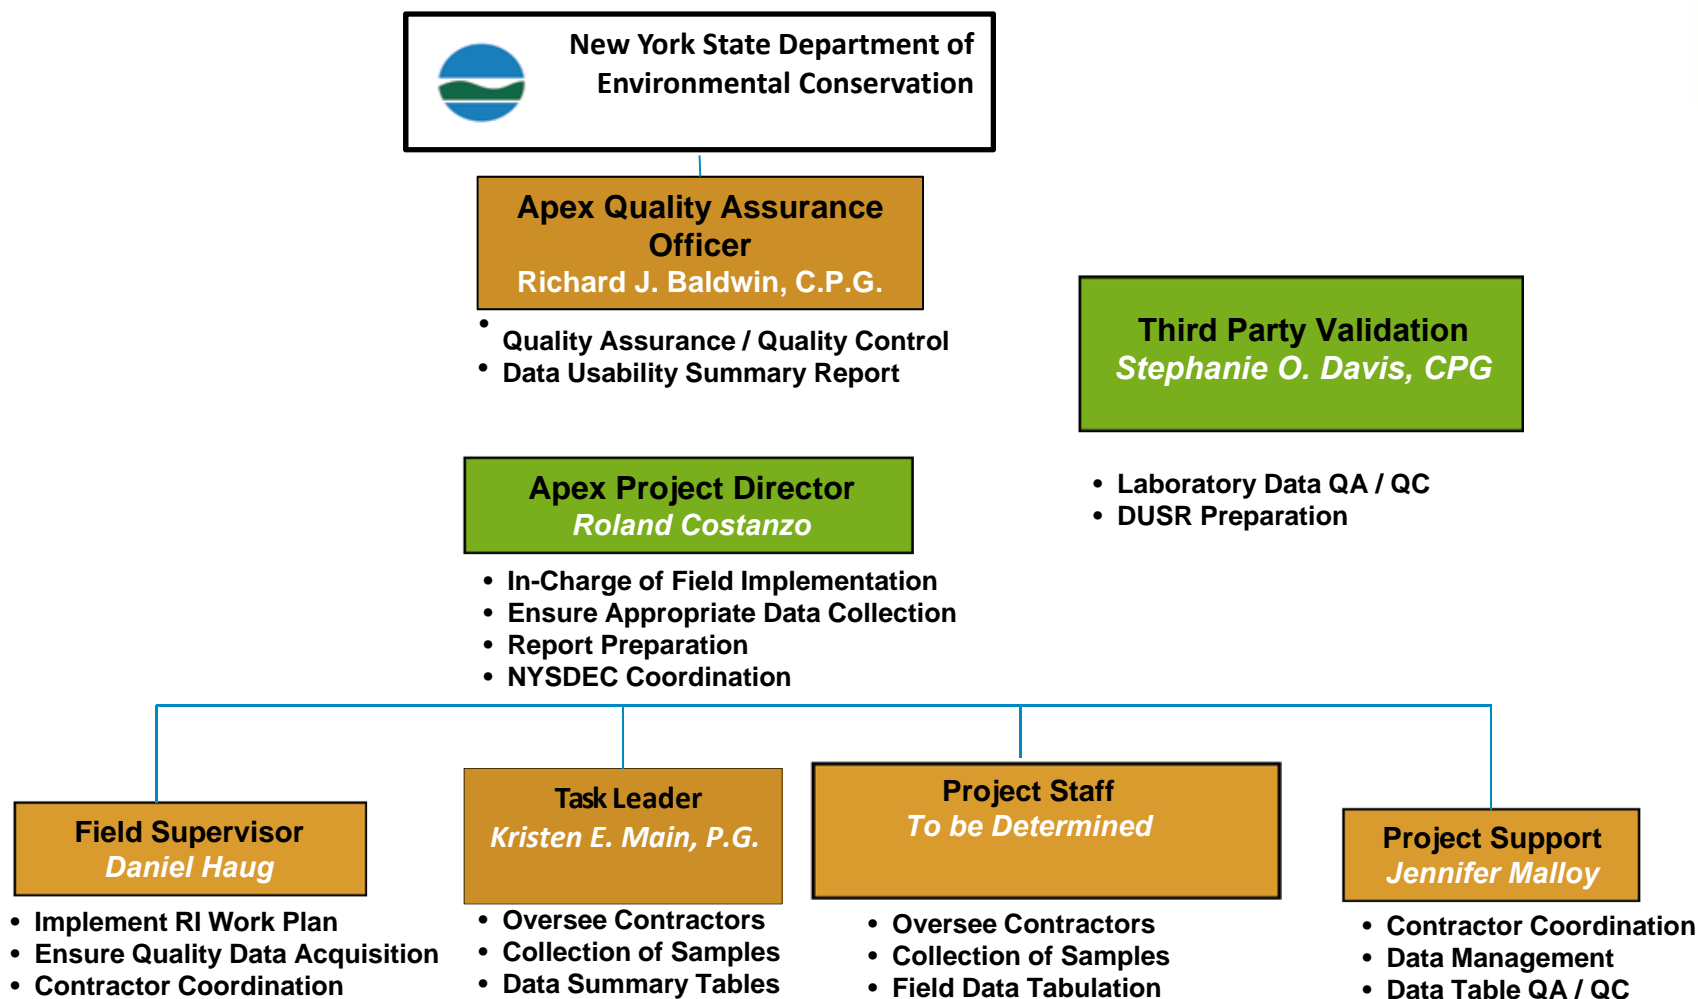 New York State Department of
Environmental Conservation
Apex Quality Assurance
Officer
Richard J. Baldwin, C.P.G.
• Quality Assurance / Quality Control
• Data Usability Summary Report
Third Party Validation
Stephanie O. Davis, CPG
• Laboratory Data QA / QC
• DUSR Preparation
Apex Project Director
Roland Costanzo
• In-Charge of Field Implementation
• Ensure Appropriate Data Collection
• Report Preparation
• NYSDEC Coordination
Field Supervisor
Daniel Haug
• Implement RI Work Plan
• Ensure Quality Data Acquisition
• Contractor Coordination
Task Leader
Kristen E. Main, P.G.
• Oversee Contractors
• Collection of Samples
• Data Summary Tables
Project Staff
To be Determined
• Oversee Contractors
• Collection of Samples
• Field Data Tabulation
Project Support
Jennifer Malloy
• Contractor Coordination
• Data Management
• Data Table QA / QC